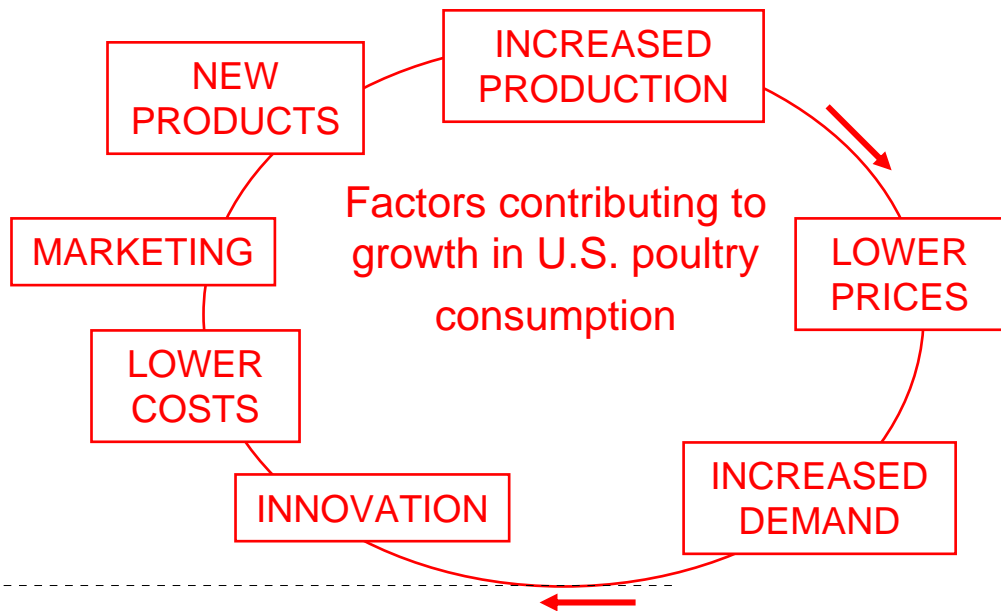 INCREASED
PRODUCTION
NEW
PRODUCTS
Factors contributing to
growth in U.S. poultry
consumption
MARKETING
LOWER
PRICES
LOWER
COSTS
INCREASED
DEMAND
INNOVATION